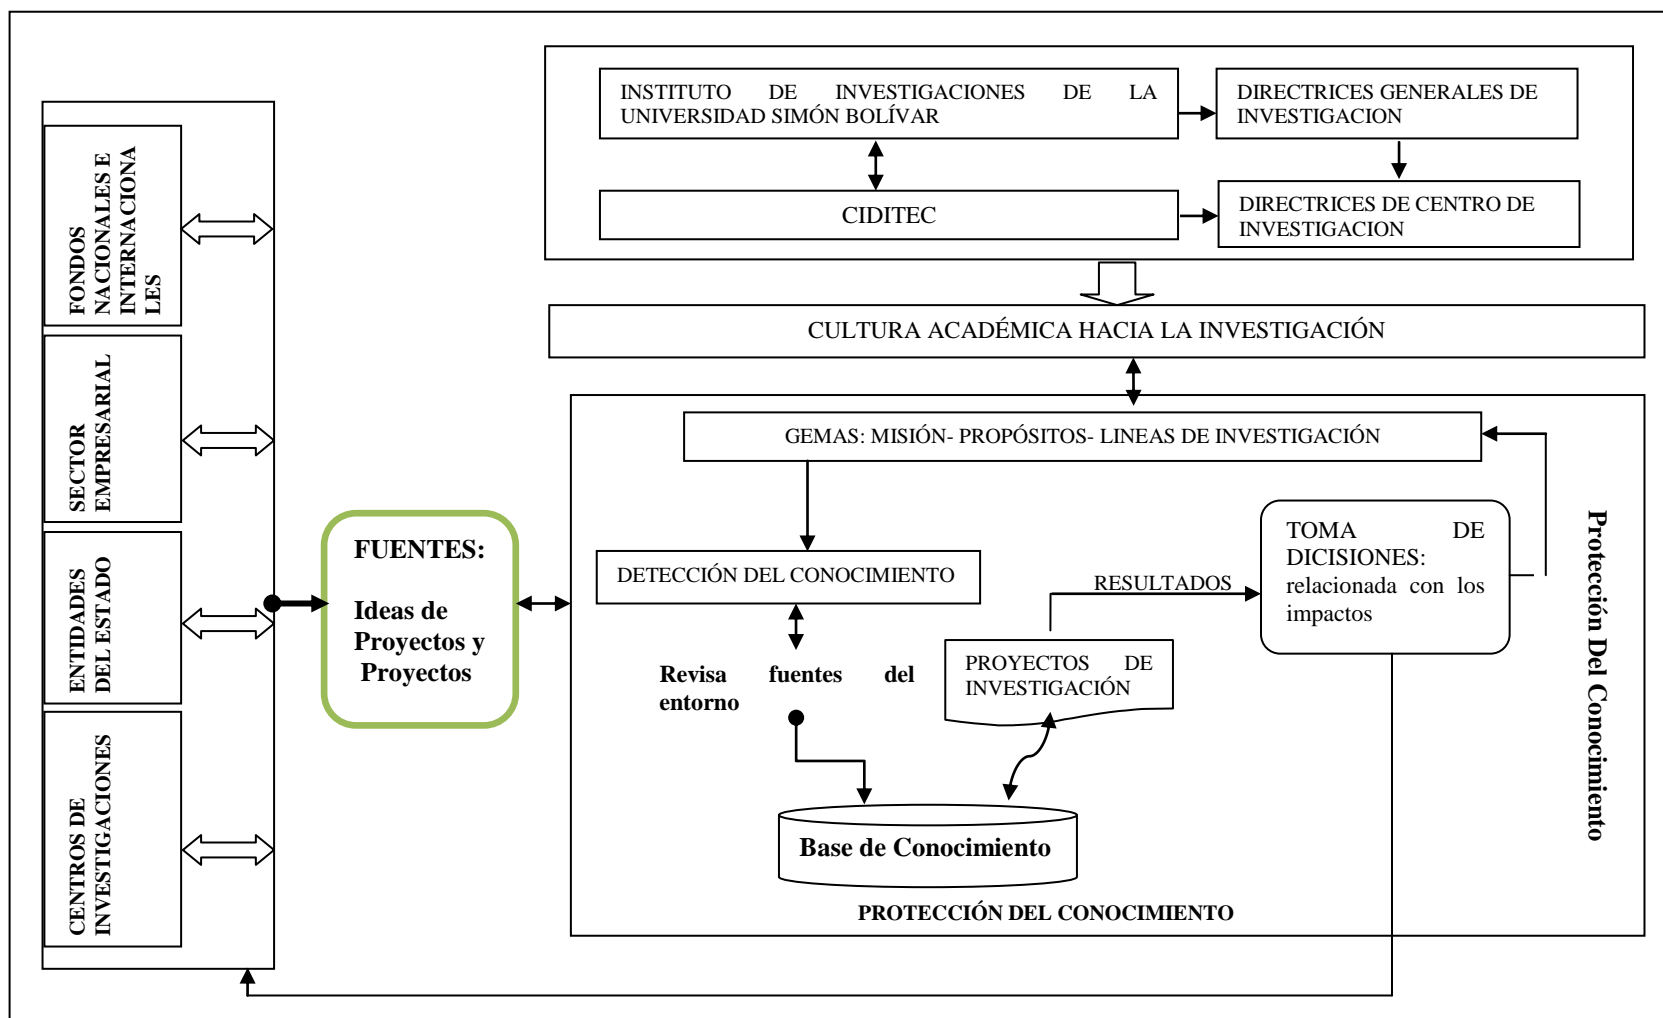 INSTITUTO DE INVESTIGACIONES DE LA
UNIVERSIDAD SIMÓN BOLÍVAR
DIRECTRICES GENERALES DE
INVESTIGACION
CIDITEC
DIRECTRICES DE CENTRO DE
INVESTIGACION
CULTURA ACADÉMICA HACIA LA INVESTIGACIÓN
FONDOS
NACIONALES E
INTERNACIONA
LES
SECTOR
EMPRESARIAL
ENTIDADES
DEL ESTADO
CENTROS DE
INVESTIGACIONES
FUENTES:
Ideas de
Proyectos y
Proyectos
GEMAS: MISIÓN- PROPÓSITOS- LINEAS DE INVESTIGACIÓN
DETECCIÓN DEL CONOCIMIENTO
Revisa fuentes del
entorno
Base de Conocimiento
PROYECTOS DE
INVESTIGACIÓN
RESULTADOS
TOMA DE
DICISIONES:
relacionada con los
impactos
Protección Del Conocimiento
PROTECCIÓN DEL CONOCIMIENTO